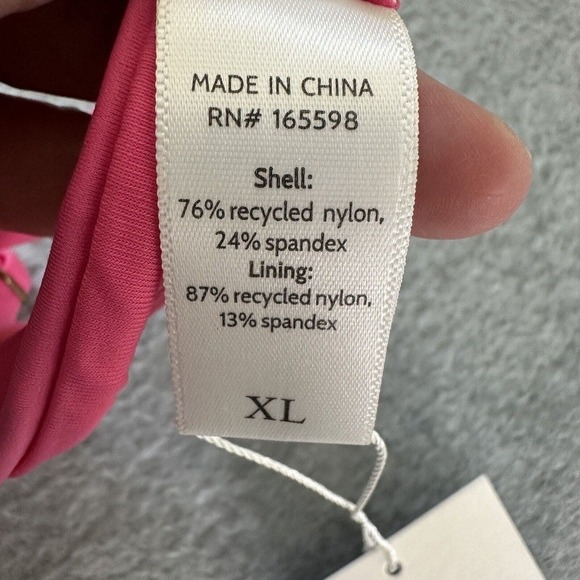 MADE IN CHINA
RN# 165598
Shell:
76% recycled nylon,
24% spandex
Lining:
87% recycled nylon,
13% spandex
XL